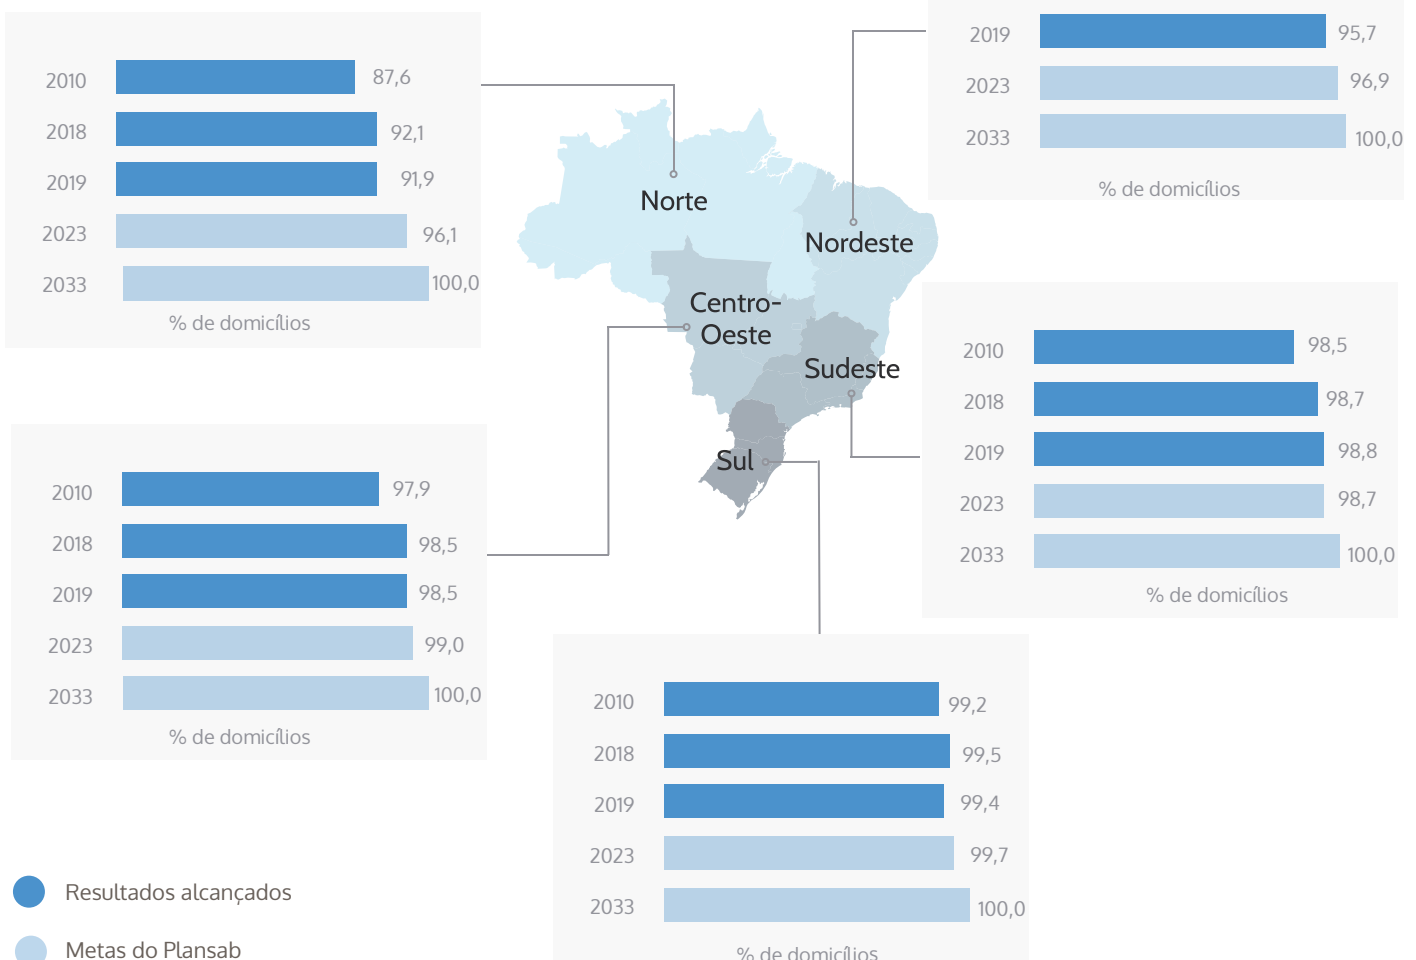 2010 87,6
2018 92,1
2019 91,9
2023 96,1
2033 100,0
% de domicílios
2019 95,7
2023 96,9
2033 100,0
% de domicílios
Norte
Nordeste
Centro-
Oeste
Sudeste
Sul
2010 98,5
2018 98,7
2019 98,8
2023 98,7
2033 100,0
% de domicílios
2010 97,9
2018 98,5
2019 98,5
2023 99,0
2033 100,0
% de domicílios
2010 99,2
2018 99,5
2019 99,4
2023 99,7
2033 100,0
% de domicílios
Resultados alcançados
Metas do Plansab